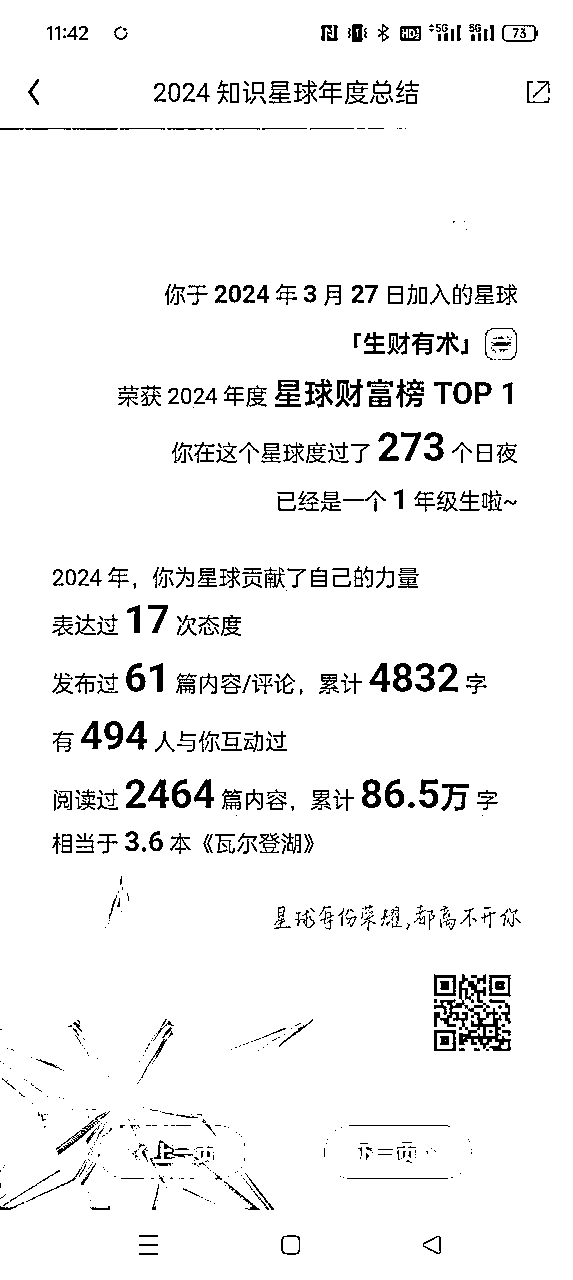 11:42
HD 5G 5G 73
2024 知识星球年度总结
你于 2024 年 3 月 27 日加入的星球
「生财有术」
荣获 2024 年度 星球财富榜 TOP 1
你在这个星球度过了 273 个日夜
已经是一个 1 年级生啦~
2024 年，你为星球贡献了自己的力量
表达过 17 次态度
发布过 61 篇内容/评论，累计 4832 字
有 494 人与你互动过
阅读过 2464 篇内容，累计 86.5万 字
相当于 3.6 本《瓦尔登湖》
星球每份荣耀,都离不开你
上一页 下一页